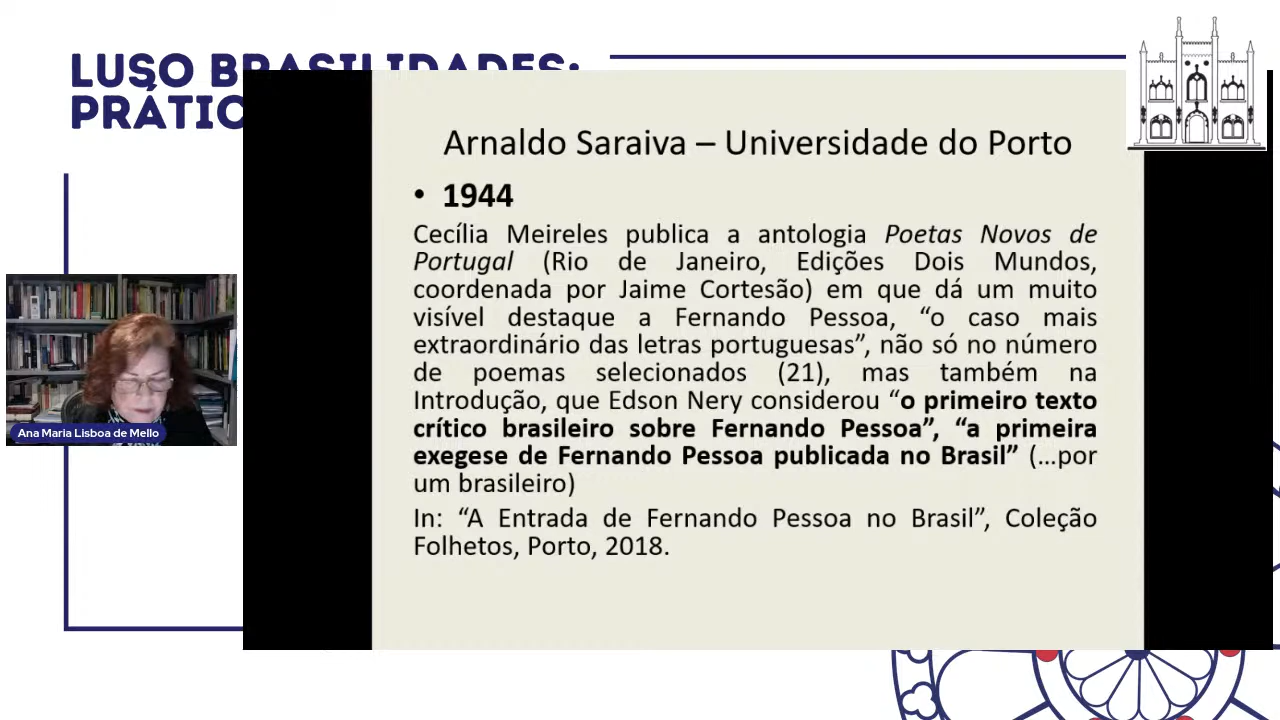 LUSO BRASILIDADES:
PRÁTIC
Arnaldo Saraiva – Universidade do Porto
• 1944
Cecília Meireles publica a antologia Poetas Novos de
Portugal (Rio de Janeiro, Edições Dois Mundos,
coordenada por Jaime Cortesão) em que dá um muito
visível destaque a Fernando Pessoa, “o caso mais
extraordinário das letras portuguesas”, não só no número
de poemas selecionados (21), mas também na
Introdução, que Edson Nery considerou “o primeiro texto
crítico brasileiro sobre Fernando Pessoa”, “a primeira
exegese de Fernando Pessoa publicada no Brasil” (...por
um brasileiro)
In: “A Entrada de Fernando Pessoa no Brasil”, Coleção
Folhetos, Porto, 2018.
Ana Maria Lisboa de Mello